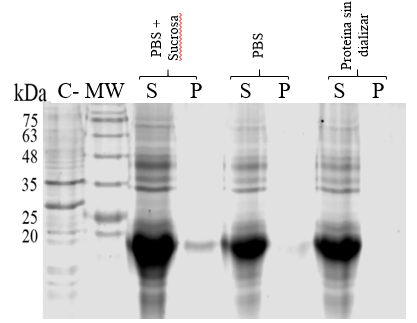 PBS +
Sucrosa
PBS
Proteína sin
dializar
kDa C- MW S P S P S P
75
63
48
35
25
20